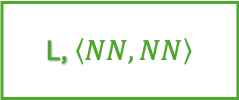 L, ⟨NN, NN⟩